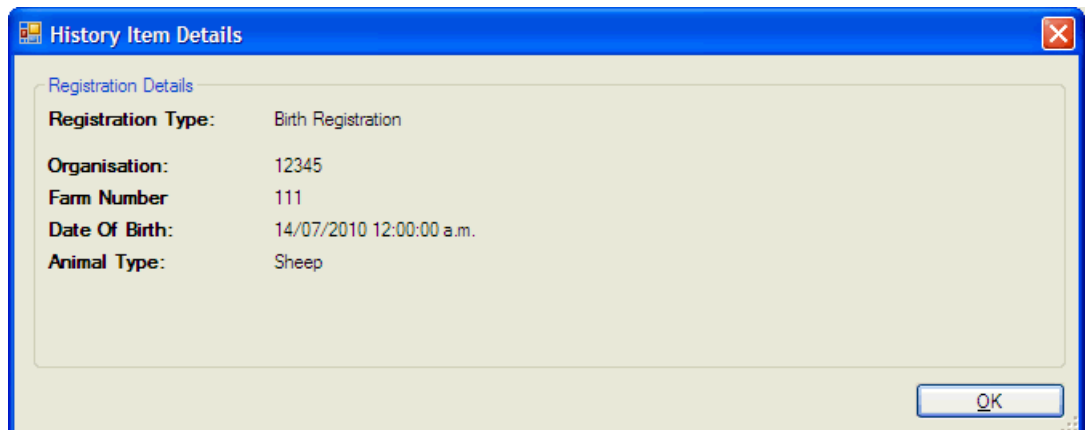 History Item Details
Registration Details
Registration Type: Birth Registration
Organisation: 12345
Farm Number 111
Date Of Birth: 14/07/2010 12:00:00 a.m.
Animal Type: Sheep
OK